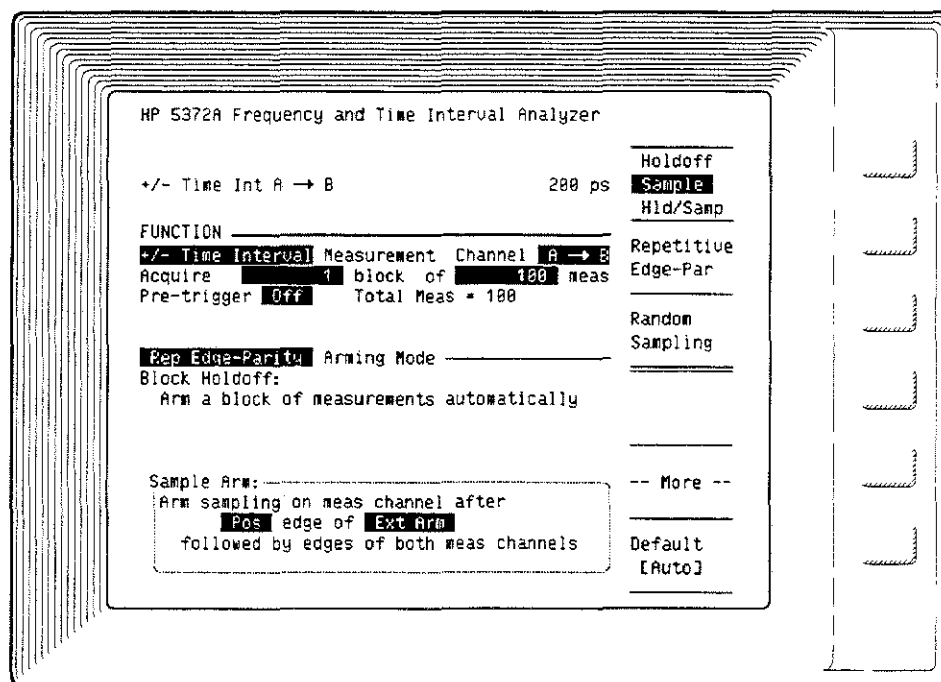 HP 5372A Frequency and Time Interval Analyzer
+/- Time Int A → B 200 ps
FUNCTION
+/- Time Interval Measurement Channel A → B
Acquire 1 block of 100 meas
Pre-trigger Off Total Meas = 100
Rep Edge-Parity Arming Mode
Block Holdoff:
Arm a block of measurements automatically
Sample Arm:
Arm sampling on meas channel after
Pos edge of Ext Arm
followed by edges of both meas channels
Holdoff
Sample
Hld/Samp
Repetitive
Edge-Par
Random
Sampling
-- More --
Default
[Auto]